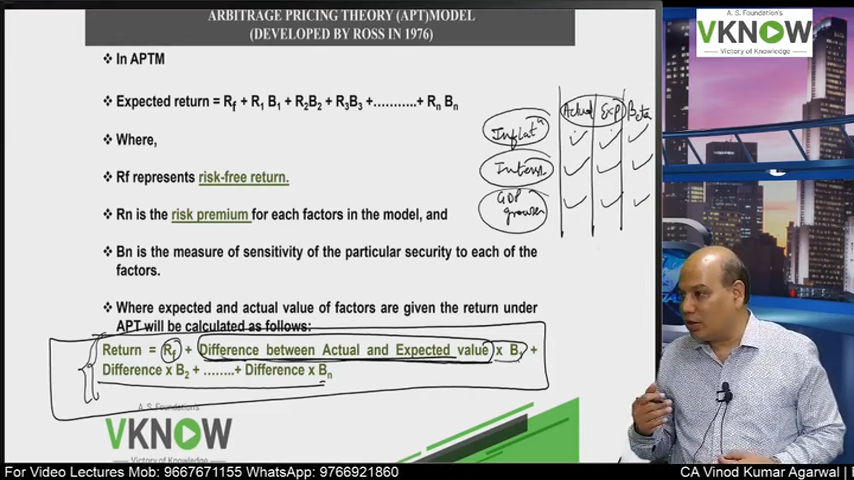 ARBITRAGE PRICING THEORY (APT)MODEL
(DEVELOPED BY ROSS IN 1976)
A. S. Foundation's
VKNOW
Victory of Knowledge
❖ In APTM
❖ Expected return = Rf + R1 B1 + R2B2 + R3B3 +………..+ Rn Bn
❖ Where,
❖ Rf represents risk-free return.
❖ Rn is the risk premium for each factors in the model, and
❖ Bn is the measure of sensitivity of the particular security to each of the
factors.
❖ Where expected and actual value of factors are given the return under
APT will be calculated as follows:
Return = Rf + Difference between Actual and Expected value x B1 +
Difference x B2 + ……..+ Difference x Bn
Actual Exp Beta
Inflatn
GDP
A. S. Foundation's
VKNOW
Victory of Knowledge
For Video Lectures Mob: 9667671155 WhatsApp: 9766921860
CA Vinod Kumar Agarwal |